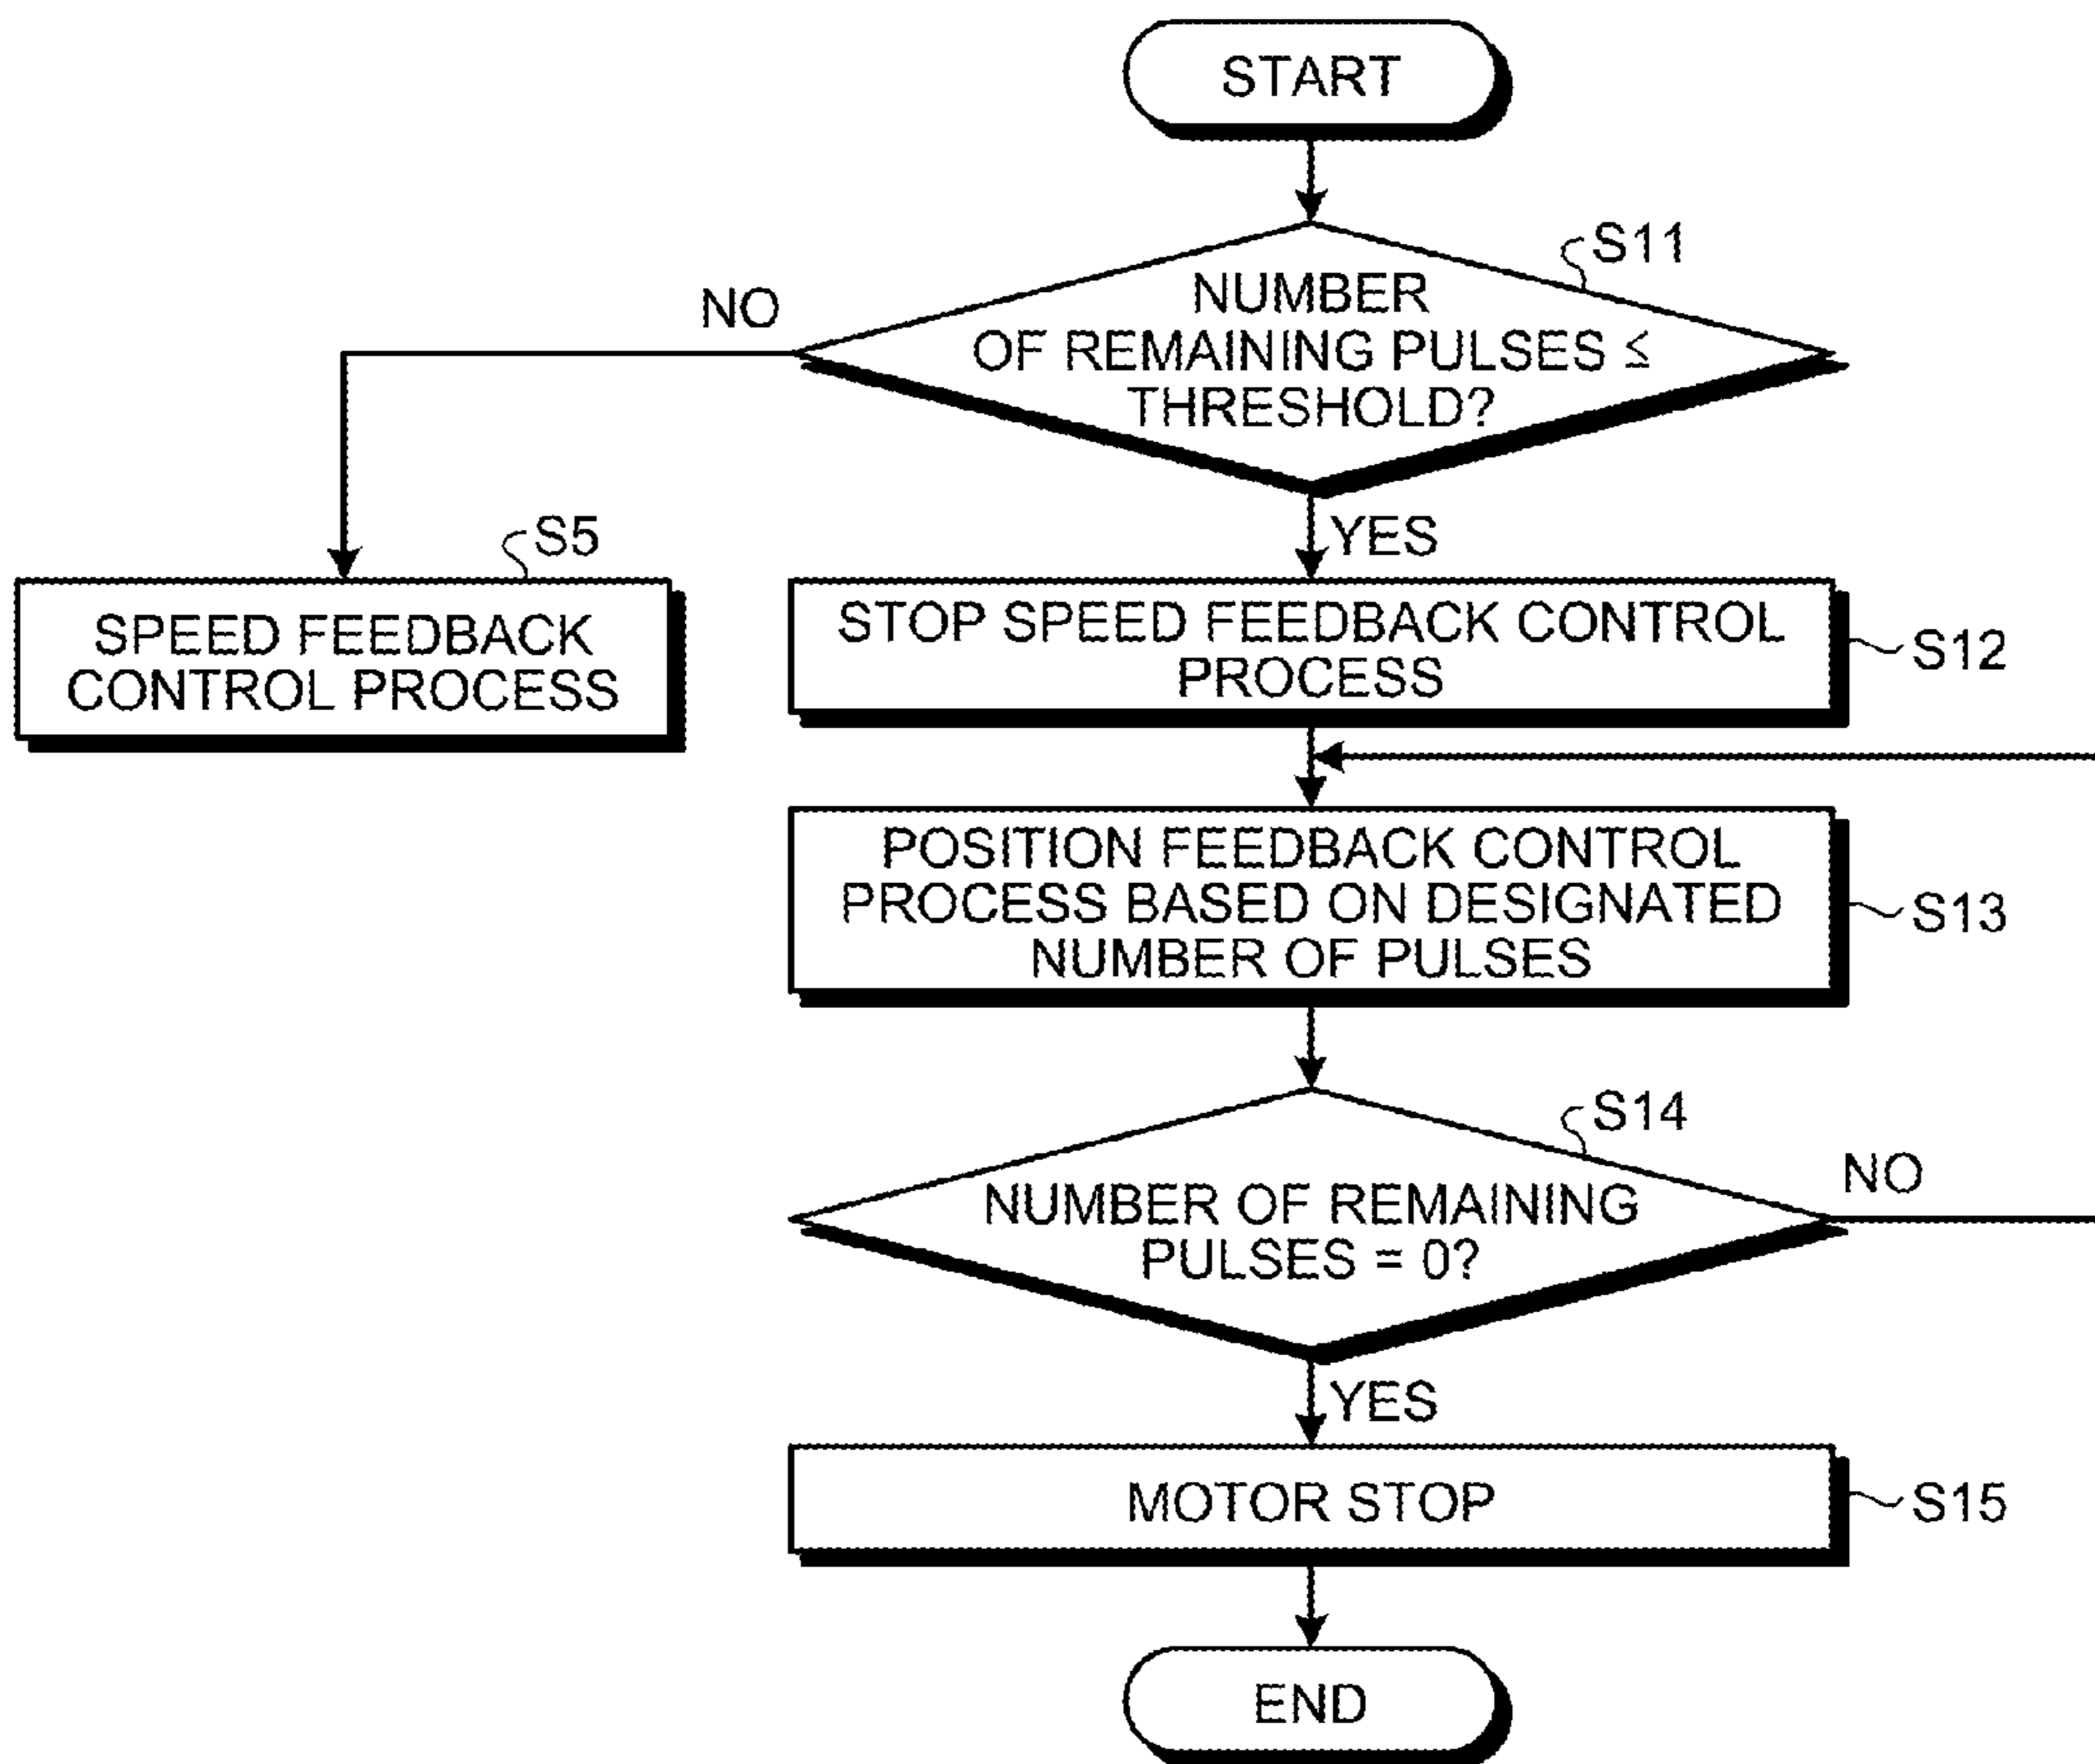 START
S11
NUMBER
OF REMAINING PULSES ≤
THRESHOLD?
NO
YES
S5
SPEED FEEDBACK
CONTROL PROCESS
STOP SPEED FEEDBACK CONTROL
PROCESS
S12
POSITION FEEDBACK CONTROL
PROCESS BASED ON DESIGNATED
NUMBER OF PULSES
S13
S14
NUMBER OF REMAINING
PULSES = 0?
NO
YES
MOTOR STOP
S15
END